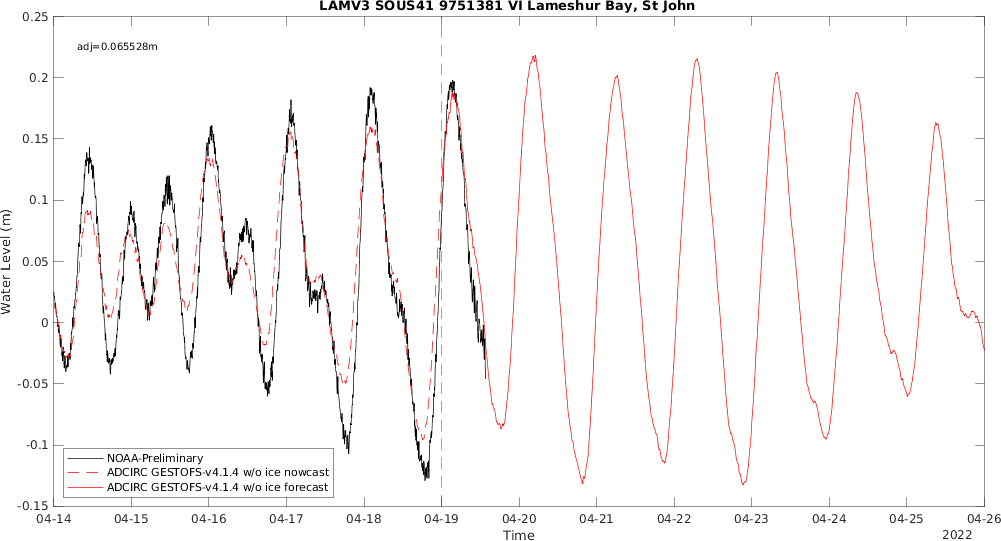 LAMV3 SOUS41 9751381 VI Lameshur Bay, St John
adj=0.065528m
0.25
0.2
0.15
0.1
0.05
0
-0.05
-0.1
-0.15
Water Level (m)
NOAA-Preliminary
ADCIRC GESTOFS-v4.1.4 w/o ice nowcast
ADCIRC GESTOFS-v4.1.4 w/o ice forecast
04-14 04-15 04-16 04-17 04-18 04-19 04-20 04-21 04-22 04-23 04-24 04-25 04-26
Time
2022